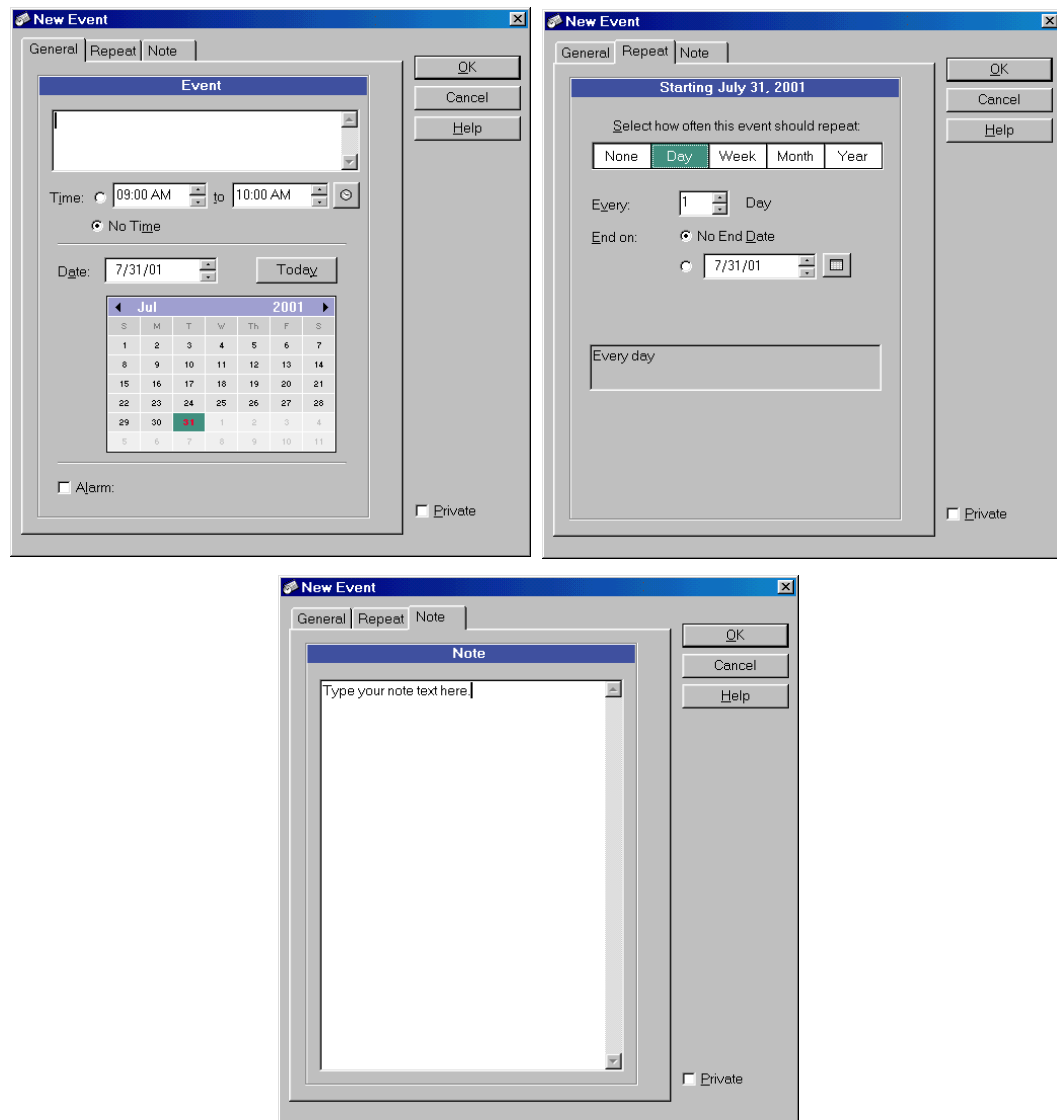 New Event
General Repeat Note
Event
Time: 09:00 AM to 10:00 AM
No Time
Date: 7/31/01 Today
Jul 2001
S M T W Th F S
1 2 3 4 5 6 7
8 9 10 11 12 13 14
15 16 17 18 19 20 21
22 23 24 25 26 27 28
29 30 31 1 2 3 4
5 6 7 8 9 10 11
Alarm:
OK
Cancel
Help
Private
New Event
General Repeat Note
Starting July 31, 2001
Select how often this event should repeat:
None Day Week Month Year
Every: 1 Day
End on: No End Date
7/31/01
Every day
OK
Cancel
Help
Private
New Event
General Repeat Note
Note
Type your note text here.
OK
Cancel
Help
Private